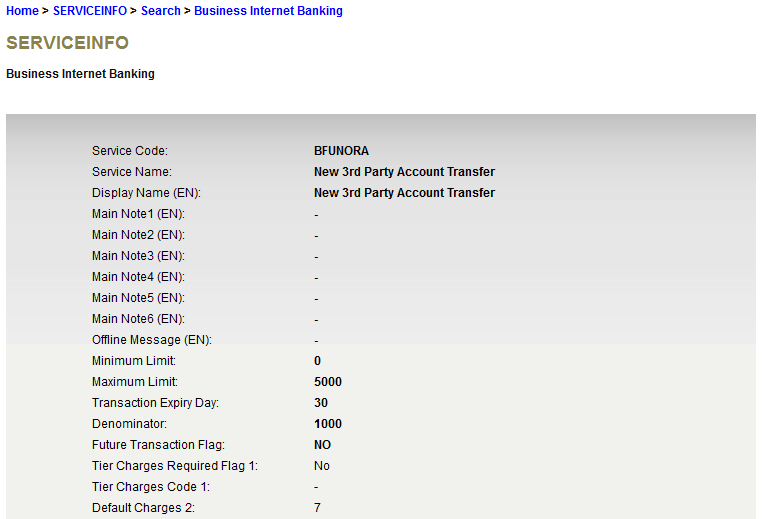 Home > SERVICEINFO > Search > Business Internet Banking
SERVICEINFO
Business Internet Banking
Service Code: BFUNORA
Service Name: New 3rd Party Account Transfer
Display Name (EN): New 3rd Party Account Transfer
Main Note1 (EN): -
Main Note2 (EN): -
Main Note3 (EN): -
Main Note4 (EN): -
Main Note5 (EN): -
Main Note6 (EN): -
Offline Message (EN): -
Minimum Limit: 0
Maximum Limit: 5000
Transaction Expiry Day: 30
Denominator: 1000
Future Transaction Flag: NO
Tier Charges Required Flag 1: No
Tier Charges Code 1: -
Default Charges 2: 7